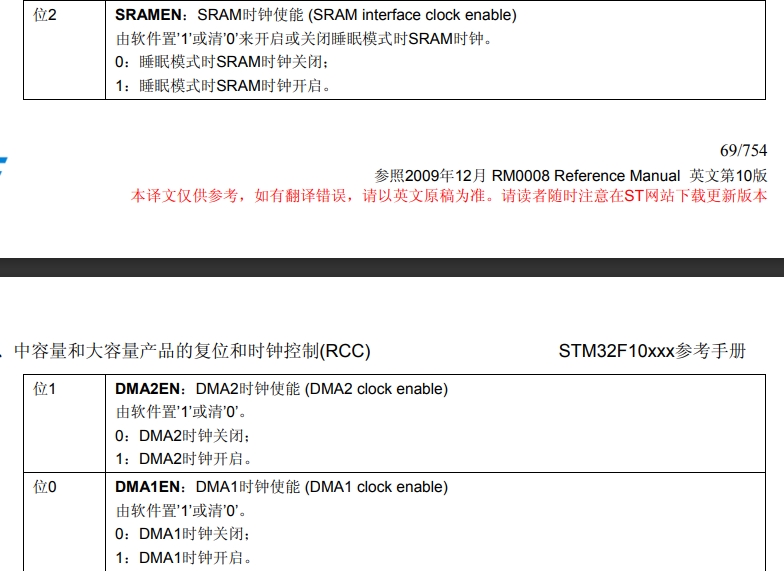 位2 SRAMEN：SRAM时钟使能 (SRAM interface clock enable)
由软件置’1’或清’0’来开启或关闭睡眠模式时SRAM时钟。
0：睡眠模式时SRAM时钟关闭；
1：睡眠模式时SRAM时钟开启。
69/754
参照2009年12月 RM0008 Reference Manual 英文第10版
本译文仅供参考，如有翻译错误，请以英文原稿为准。请读者随时注意在ST网站下载更新版本
中容量和大容量产品的复位和时钟控制(RCC) STM32F10xxx参考手册
位1 DMA2EN：DMA2时钟使能 (DMA2 clock enable)
由软件置’1’或清’0’。
0：DMA2时钟关闭；
1：DMA2时钟开启。
位0 DMA1EN：DMA1时钟使能 (DMA1 clock enable)
由软件置’1’或清’0’。
0：DMA1时钟关闭；
1：DMA1时钟开启。